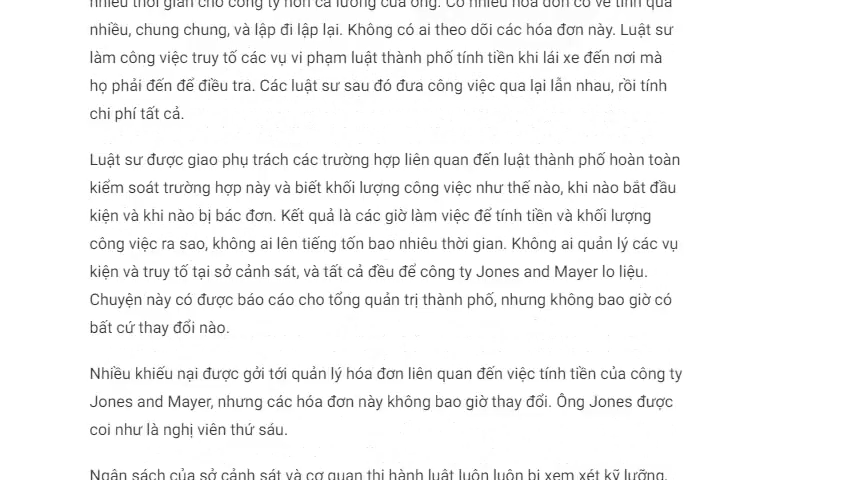 nhiều thời gian cho công ty hơn cả lương của ông. Có nhiều hóa đơn có vẻ tính quá
nhiều, chung chung, và lập đi lập lại. Không có ai theo dõi các hóa đơn này. Luật sư
làm công việc truy tố các vụ vi phạm luật thành phố tính tiền khi lái xe đến nơi mà
họ phải đến để điều tra. Các luật sư sau đó đưa công việc qua lại lẫn nhau, rồi tính
chi phí tất cả.
Luật sư được giao phụ trách các trường hợp liên quan đến luật thành phố hoàn toàn
kiểm soát trường hợp này và biết khối lượng công việc như thế nào, khi nào bắt đầu
kiện và khi nào bị bác đơn. Kết quả là các giờ làm việc để tính tiền và khối lượng
công việc ra sao, không ai lên tiếng tốn bao nhiêu thời gian. Không ai quản lý các vụ
kiện và truy tố tại sở cảnh sát, và tất cả đều để công ty Jones and Mayer lo liệu.
Chuyện này có được báo cáo cho tổng quản trị thành phố, nhưng không bao giờ có
bất cứ thay đổi nào.
Nhiều khiếu nại được gởi tới quản lý hóa đơn liên quan đến việc tính tiền của công ty
Jones and Mayer, nhưng các hóa đơn này không bao giờ thay đổi. Ông Jones được
coi như là nghị viên thứ sáu.
Ngân sách của sở cảnh sát và cơ quan thi hành luật luôn luôn bị xem xét kỹ lưỡng,